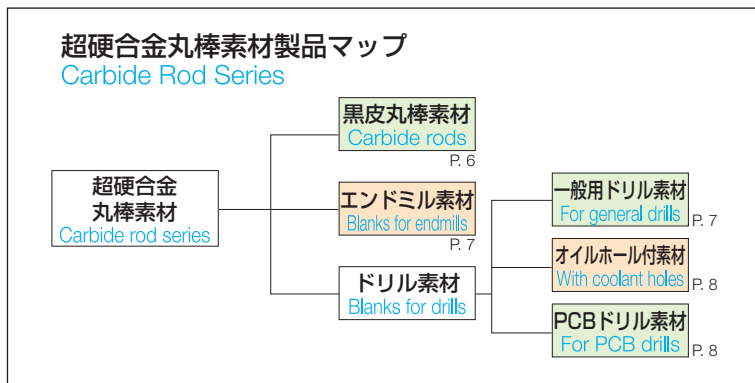 超硬合金丸棒素材製品マップ
Carbide Rod Series
超硬合金
丸棒素材
Carbide rod series
黒皮丸棒素材
Carbide rods
P. 6
エンドミル素材
Blanks for endmills
P. 7
ドリル素材
Blanks for drills
一般用ドリル素材
For general drills
P. 7
オイルホール付素材
With coolant holes
P. 8
PCBドリル素材
For PCB drills
P. 8